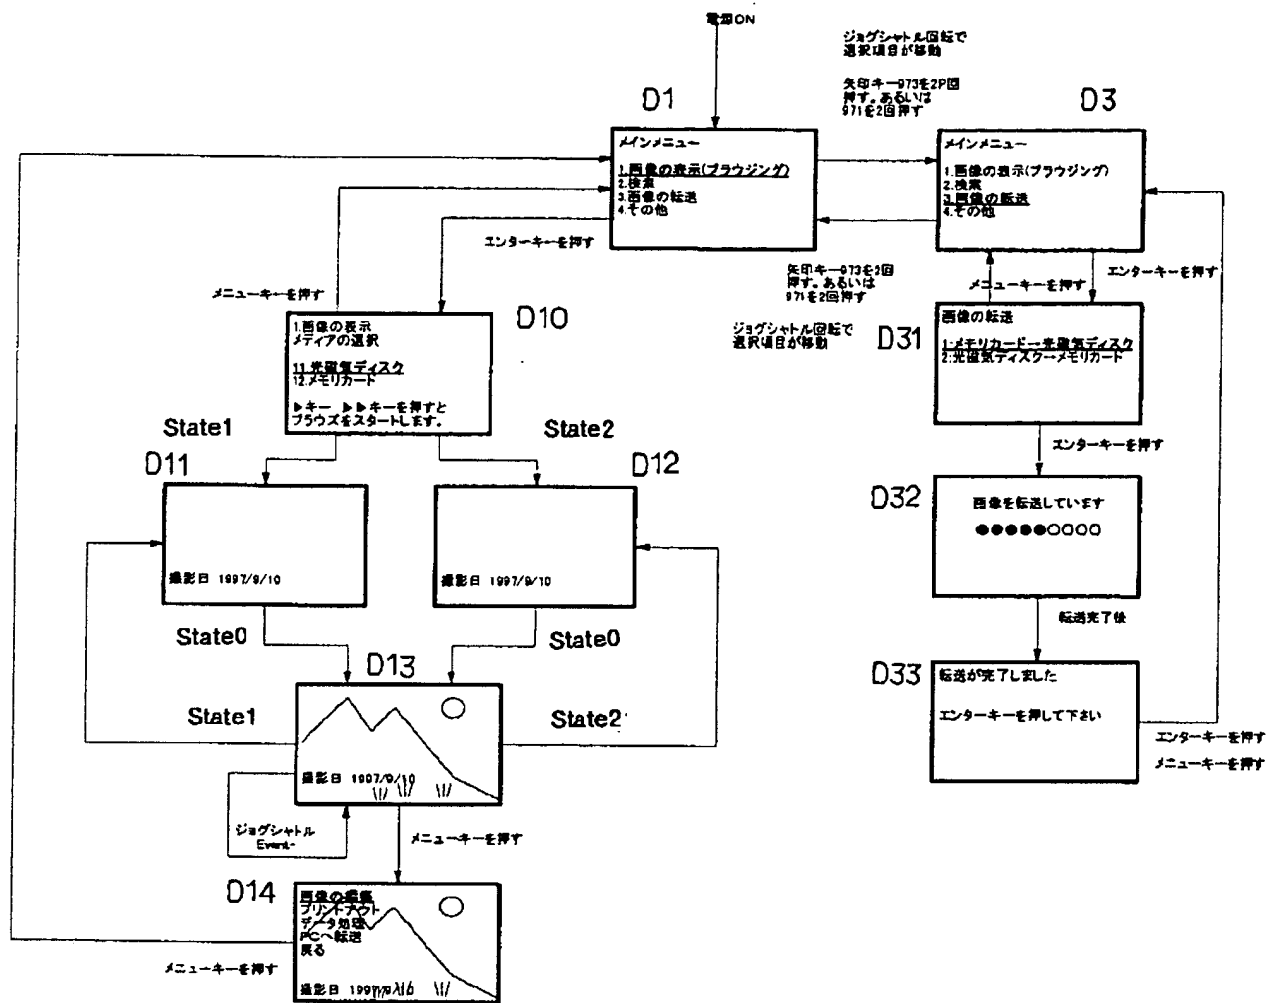 電源ON
ジョグシャトル回転で
選択項目が移動
矢印キー973を2P回
押す。あるいは
971を2回押す
D1
D3
メインメニュー
1.画像の表示(ブラウジング)
2.検索
3.画像の転送
4.その他
メインメニュー
1.画像の表示(ブラウジング)
2.検索
3.画像の転送
4.その他
エンターキーを押す
矢印キー973を2回
押す。あるいは
971を2回押す
ジョグシャトル回転で
選択項目が移動
メニューキーを押す
エンターキーを押す
メニューキーを押す
D10
1.画像の表示
メディアの選択
11.光磁気ディスク
12.メモリカード
▶キー ▶▶キーを押すと
ブラウズをスタートします。
D31
画像の転送
1:メモリカード→光磁気ディスク
2:光磁気ディスク→メモリカード
State1
State2
エンターキーを押す
D11
撮影日 1997/9/10
D12
撮影日 1997/9/10
D32
画像を転送しています
●●●●●○○○○
State0
State0
転送完了後
D13
State1
State2
撮影日 1997/9/10
D33
転送が完了しました
エンターキーを押して下さい
エンターキーを押す
メニューキーを押す
ジョグシャトル
Event-
メニューキーを押す
D14
画像の編集
プリントアウト
データ処理
PCへ転送
戻る
撮影日 1997/9/10
メニューキーを押す